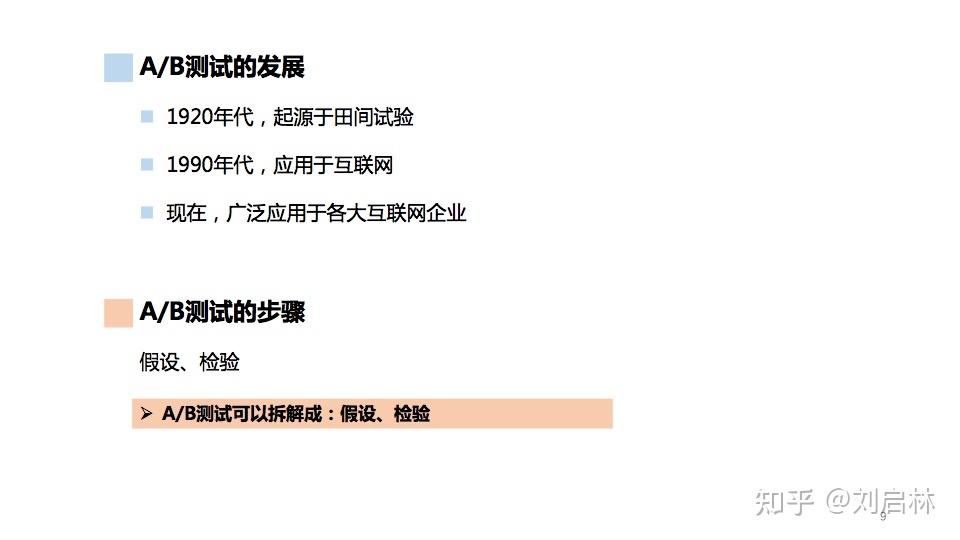 A/B测试的发展
1920年代，起源于田间试验
1990年代，应用于互联网
现在，广泛应用于各大互联网企业
A/B测试的步骤
假设、检验
➢ A/B测试可以拆解成：假设、检验
知乎 @刘启林
9